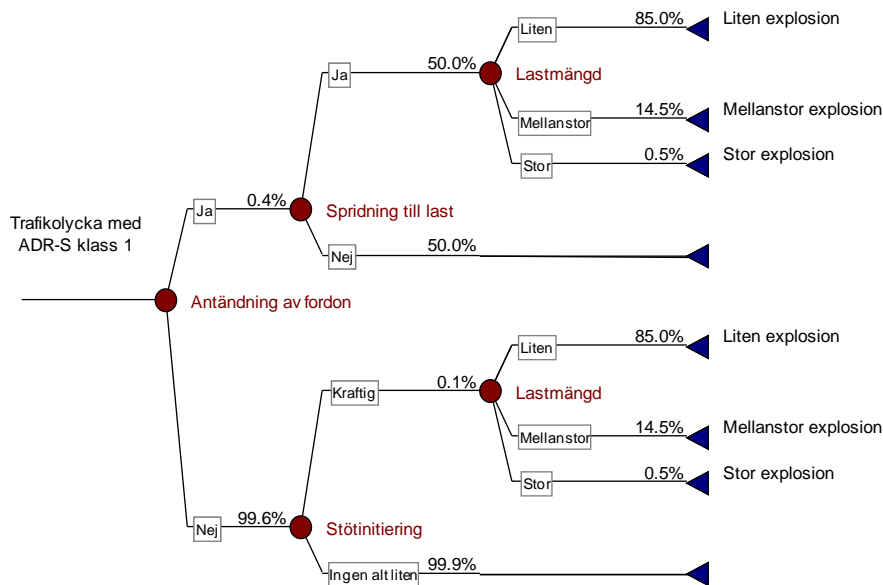 Liten
85.0%
Liten explosion
Ja
50.0%
Lastmängd
Mellanstor
14.5%
Mellanstor explosion
Stor
0.5%
Stor explosion
Trafikolycka med
ADR-S klass 1
Ja
0.4%
Spridning till last
Nej
50.0%
Antändning av fordon
Liten
85.0%
Liten explosion
Kraftig
0.1%
Lastmängd
Mellanstor
14.5%
Mellanstor explosion
Stor
0.5%
Stor explosion
Nej
99.6%
Stötinitiering
Ingen alt liten
99.9%